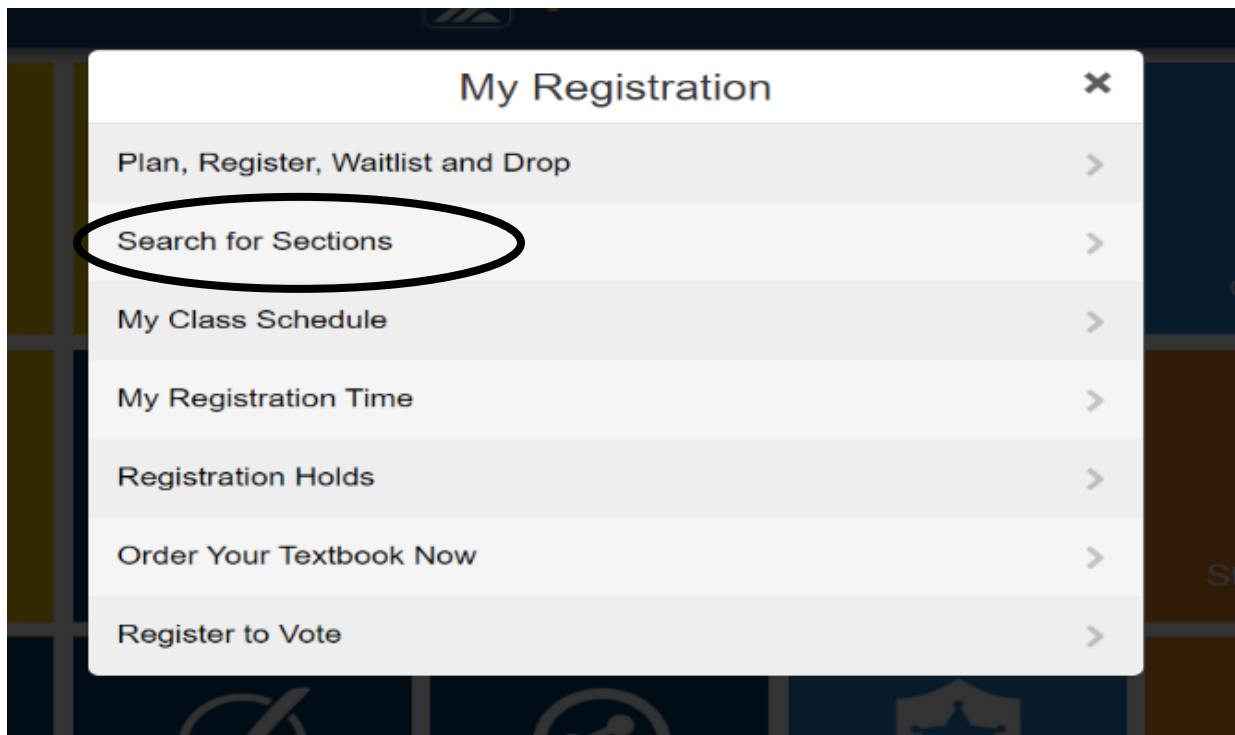 My Registration
Plan, Register, Waitlist and Drop
Search for Sections
My Class Schedule
My Registration Time
Registration Holds
Order Your Textbook Now
Register to Vote